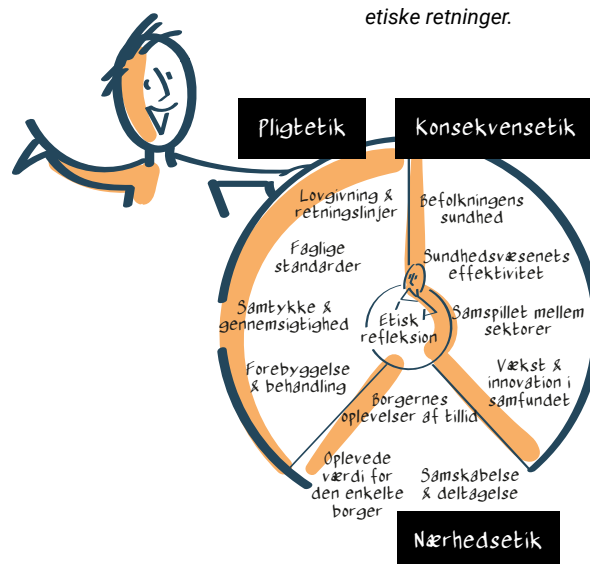 etiske retninger.
Pligtetik
Konsekvensetik
Lovgivning &
retningslinjer
Faglige
standarder
Samtykke &
gennemsigtighed
Forebyggelse
& behandling
Befolkningens
sundhed
Sundhedsvæsenets
effektivitet
Samspillet mellem
sektorer
Vækst &
innovation i
samfundet
Etisk
refleksion
Borgernes
oplevelser af tillid
Oplevede
værdi for
den enkelte
borger
Samskabelse
& deltagelse
Nærhedsetik